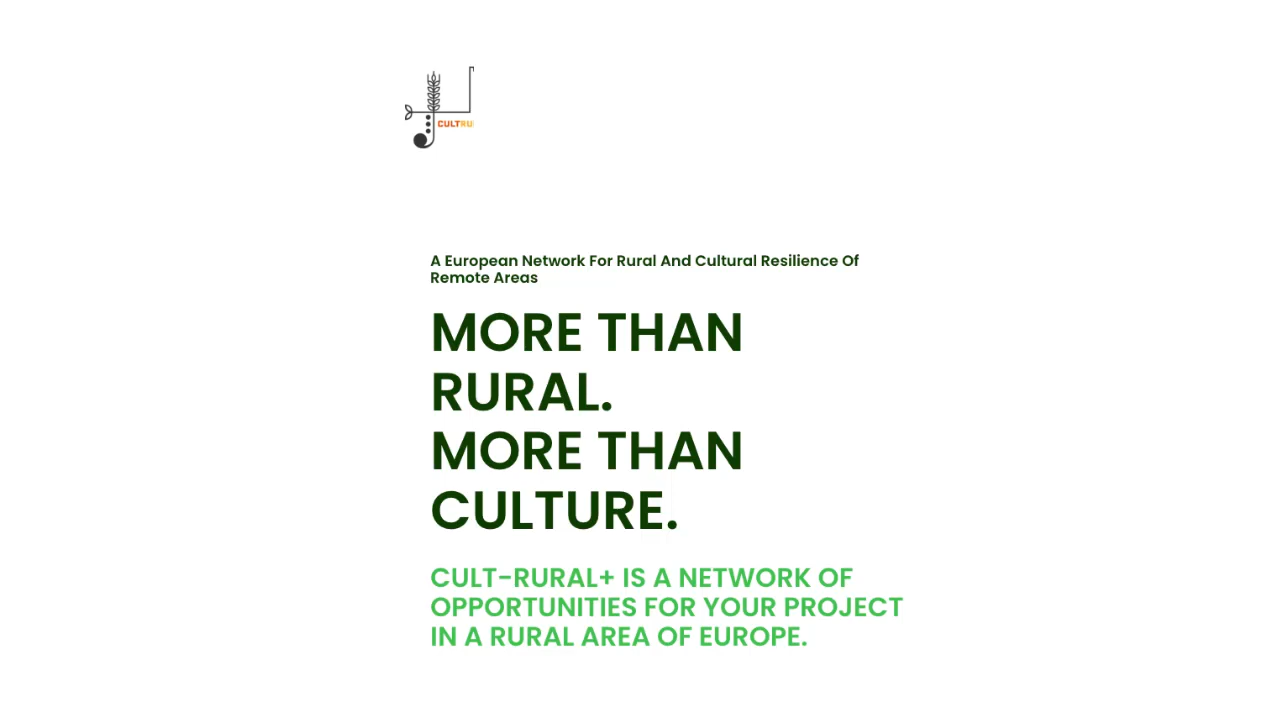 CULTRU
A European Network For Rural And Cultural Resilience Of
Remote Areas
MORE THAN
RURAL.
MORE THAN
CULTURE.
CULT-RURAL+ IS A NETWORK OF
OPPORTUNITIES FOR YOUR PROJECT
IN A RURAL AREA OF EUROPE.